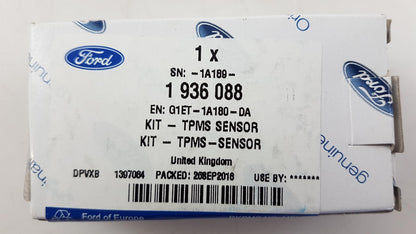 Ford
1 x
SN: -1A189-
1 936 088
EN: G1ET-1A180-DA
KIT - TPMS SENSOR
KIT - TPMS-SENSOR
United Kingdom
DPVXB 1397084 PACKED: 26SEP2016 USE BY: *******
Ford of Europe
Ford
genuine